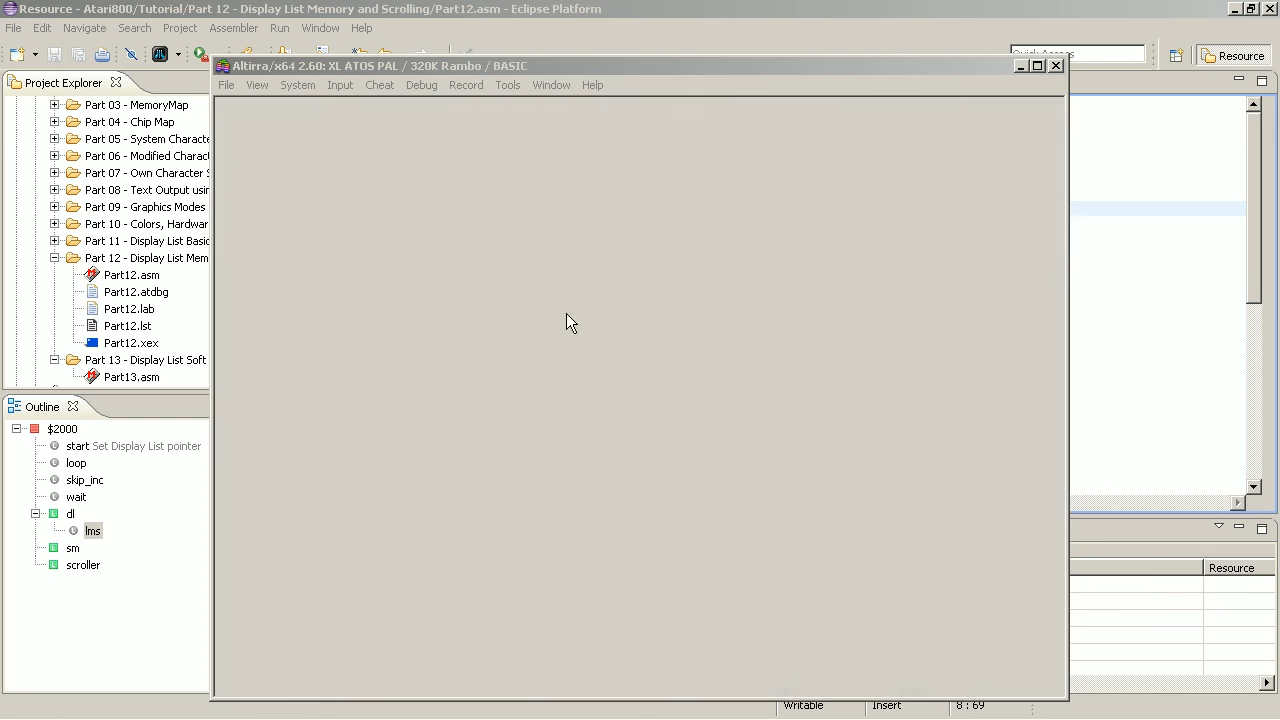 Resource - Atari800/Tutorial/Part 12 - Display List Memory and Scrolling/Part12.asm - Eclipse Platform
File Edit Navigate Search Project Assembler Run Window Help
Resource
Altirra/x64 2.60: XL ATOS PAL / 320K Rambo / BASIC
File View System Input Cheat Debug Record Tools Window Help
Project Explorer
Part 03 - MemoryMap
Part 04 - Chip Map
Part 05 - System Characte
Part 06 - Modified Charact
Part 07 - Own Character S
Part 08 - Text Output usin
Part 09 - Graphics Modes
Part 10 - Colors, Hardwar
Part 11 - Display List Basic
Part 12 - Display List Mem
Part12.asm
Part12.atdbg
Part12.lab
Part12.lst
Part12.xex
Part 13 - Display List Soft
Part13.asm
Outline
$2000
start Set Display List pointer
loop
skip_inc
wait
dl
lms
sm
scroller
Resource
Writable Insert 8 : 69